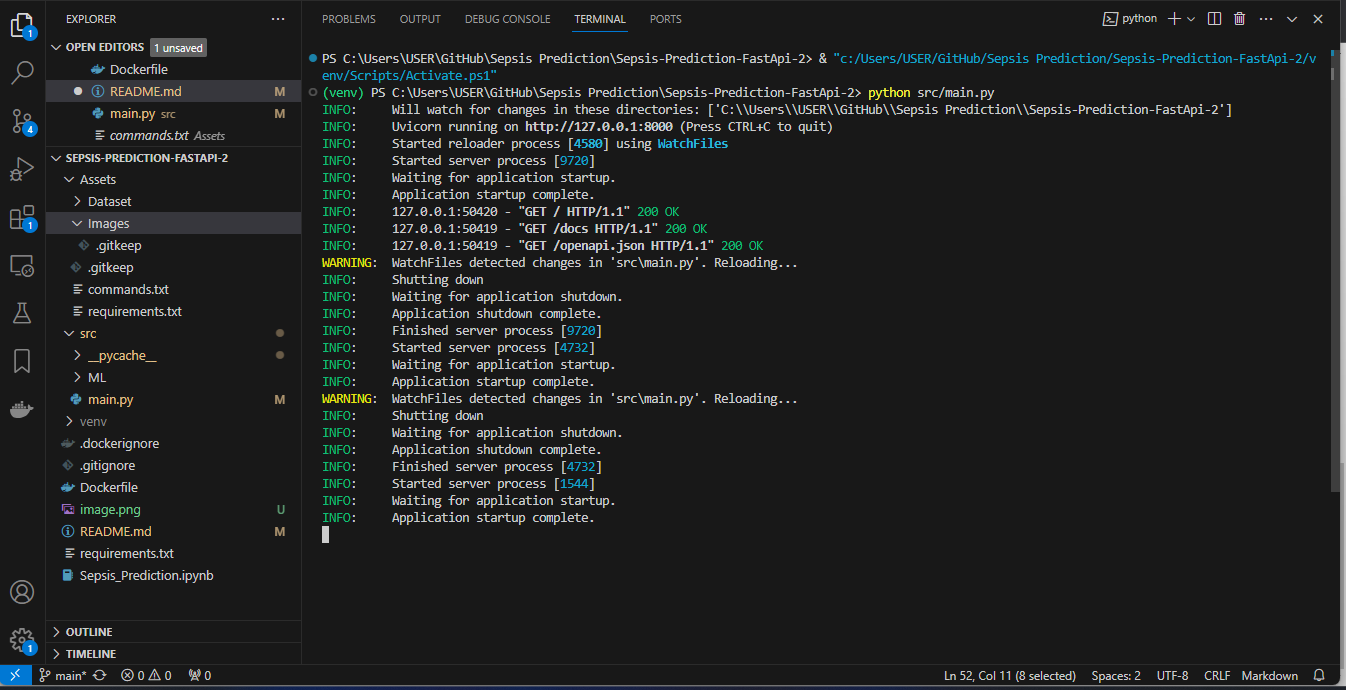 EXPLORER
OPEN EDITORS 1 unsaved
Dockerfile
README.md M
main.py src M
commands.txt Assets
SEPSIS-PREDICTION-FASTAPI-2
Assets
Dataset
Images
.gitkeep
.gitkeep
commands.txt
requirements.txt
src
__pycache__
ML
main.py M
venv
.dockerignore
.gitignore
Dockerfile
image.png U
README.md M
requirements.txt
Sepsis_Prediction.ipynb
OUTLINE
TIMELINE
1
4
1
1
PROBLEMS OUTPUT DEBUG CONSOLE TERMINAL PORTS python
PS C:\Users\USER\GitHub\Sepsis Prediction\Sepsis-Prediction-FastApi-2> & "c:/Users/USER/GitHub/Sepsis Prediction/Sepsis-Prediction-FastApi-2/v
env/Scripts/Activate.ps1"
(venv) PS C:\Users\USER\GitHub\Sepsis Prediction\Sepsis-Prediction-FastApi-2> python src/main.py
INFO: Will watch for changes in these directories: ['C:\\Users\\USER\\GitHub\\Sepsis Prediction\\Sepsis-Prediction-FastApi-2']
INFO: Uvicorn running on http://127.0.0.1:8000 (Press CTRL+C to quit)
INFO: Started reloader process [4580] using WatchFiles
INFO: Started server process [9720]
INFO: Waiting for application startup.
INFO: Application startup complete.
INFO: 127.0.0.1:50420 - "GET / HTTP/1.1" 200 OK
INFO: 127.0.0.1:50419 - "GET /docs HTTP/1.1" 200 OK
INFO: 127.0.0.1:50419 - "GET /openapi.json HTTP/1.1" 200 OK
WARNING: WatchFiles detected changes in 'src\main.py'. Reloading...
INFO: Shutting down
INFO: Waiting for application shutdown.
INFO: Application shutdown complete.
INFO: Finished server process [9720]
INFO: Started server process [4732]
INFO: Waiting for application startup.
INFO: Application startup complete.
WARNING: WatchFiles detected changes in 'src\main.py'. Reloading...
INFO: Shutting down
INFO: Waiting for application shutdown.
INFO: Application shutdown complete.
INFO: Finished server process [4732]
INFO: Started server process [1544]
INFO: Waiting for application startup.
INFO: Application startup complete.
main* 0 0 0 Ln 52, Col 11 (8 selected) Spaces: 2 UTF-8 CRLF Markdown